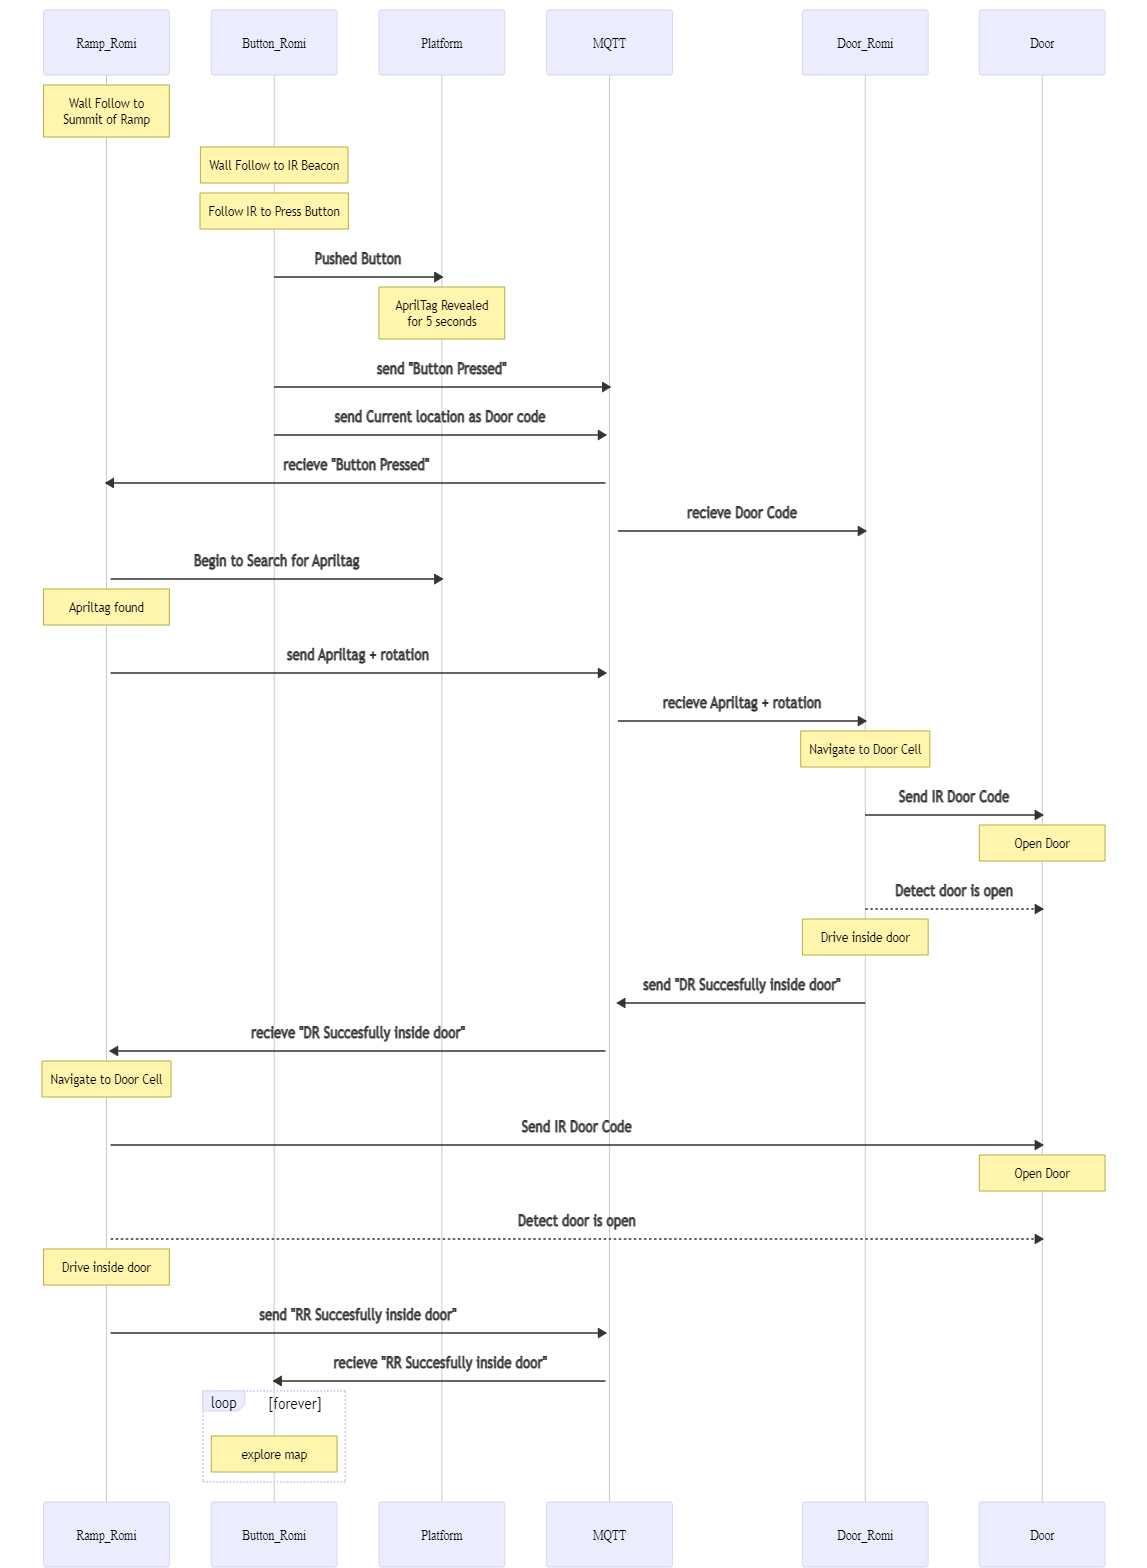 Ramp_Romi
Button_Romi
Platform
MQTT
Door_Romi
Door
Wall Follow to
Summit of Ramp
Wall Follow to IR Beacon
Follow IR to Press Button
Pushed Button
AprilTag Revealed
for 5 seconds
send "Button Pressed"
send Current location as Door code
recieve "Button Pressed"
recieve Door Code
Begin to Search for Apriltag
Apriltag found
send Apriltag + rotation
recieve Apriltag + rotation
Navigate to Door Cell
Send IR Door Code
Open Door
Detect door is open
Drive inside door
send "DR Succesfully inside door"
recieve "DR Succesfully inside door"
Navigate to Door Cell
Send IR Door Code
Open Door
Detect door is open
Drive inside door
send "RR Succesfully inside door"
recieve "RR Succesfully inside door"
loop
[forever]
explore map
Ramp_Romi
Button_Romi
Platform
MQTT
Door_Romi
Door